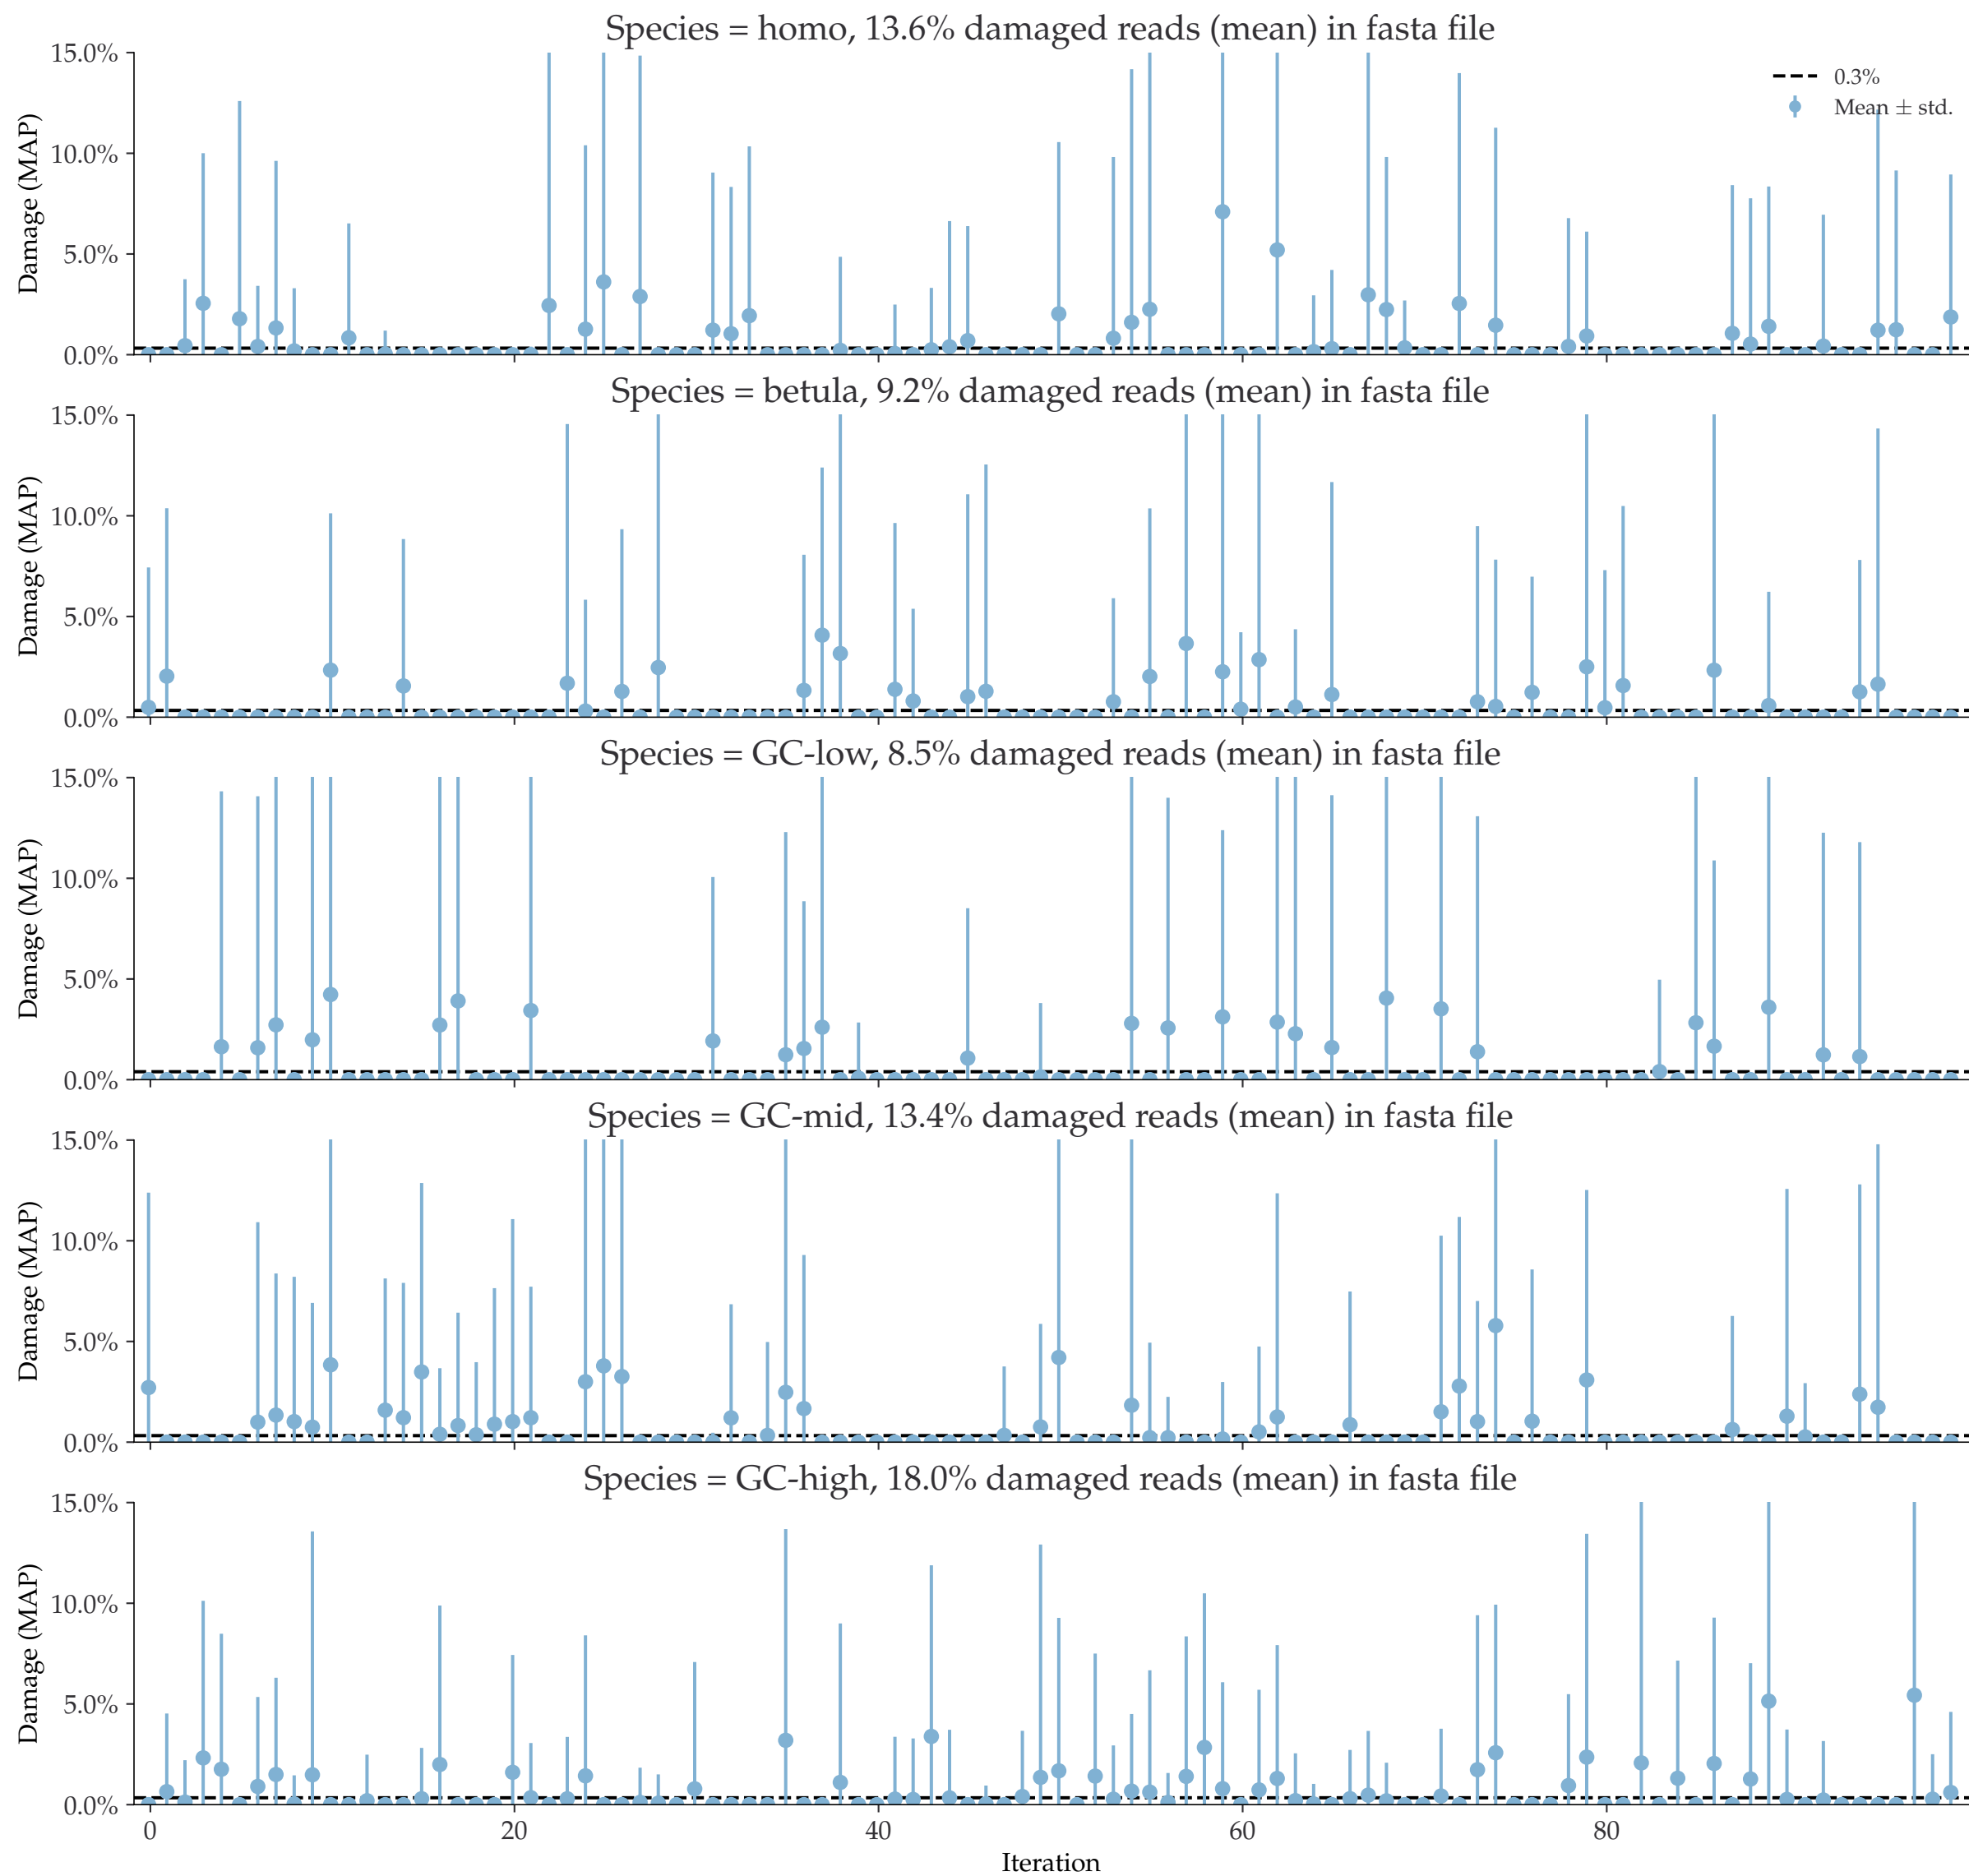 Species = homo, 13.6% damaged reads (mean) in fasta file
15.0%
10.0%
5.0%
0.0%
Damage (MAP)
0.3%
Mean ± std.
Species = betula, 9.2% damaged reads (mean) in fasta file
15.0%
10.0%
5.0%
0.0%
Damage (MAP)
Species = GC-low, 8.5% damaged reads (mean) in fasta file
15.0%
10.0%
5.0%
0.0%
Damage (MAP)
Species = GC-mid, 13.4% damaged reads (mean) in fasta file
15.0%
10.0%
5.0%
0.0%
Damage (MAP)
Species = GC-high, 18.0% damaged reads (mean) in fasta file
15.0%
10.0%
5.0%
0.0%
Damage (MAP)
0 20 40 60 80
Iteration